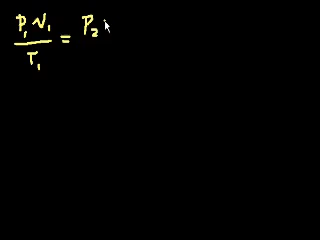 P₁V₁/T₁ = P₂